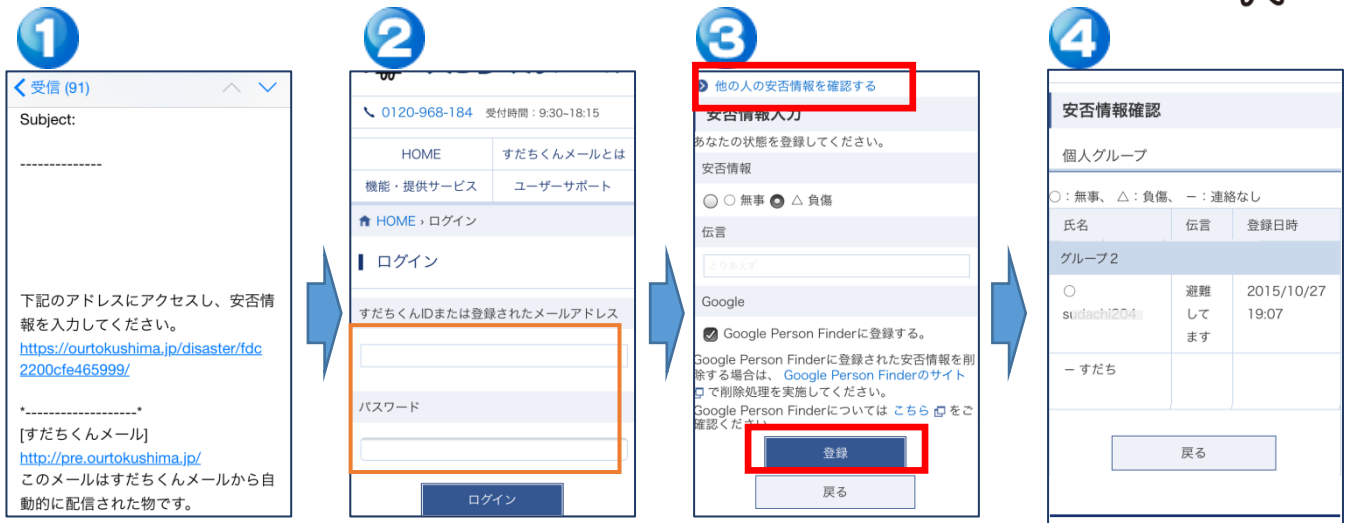 1
受信 (91)
Subject:
--------------
下記のアドレスにアクセスし、安否情
報を入力してください。
https://ourtokushima.jp/disaster/fdc
2200cfe465999/
*-------------------*
[すだちくんメール]
http://pre.ourtokushima.jp/
このメールはすだちくんメールから自
動的に配信された物です。
2
0120-968-184 受付時間：9:30~18:15
HOME すだちくんメールとは
機能・提供サービス ユーザーサポート
HOME › ログイン
ログイン
すだちくんIDまたは登録されたメールアドレス
パスワード
ログイン
3
他の人の安否情報を確認する
安否情報入力
あなたの状態を登録してください。
安否情報
○ 無事 △ 負傷
伝言
とりあえず
Google
Google Person Finderに登録する。
Google Person Finderに登録された安否情報を削
除する場合は、 Google Person Finderのサイト
で削除処理を実施してください。
Google Person Finderについては こちら をご
確認ください
登録
戻る
4
安否情報確認
個人グループ
○：無事、 △：負傷、 －：連絡なし
氏名 伝言 登録日時
グループ２
○ 避難 2015/10/27
sudachi204 して 19:07
ます
－ すだち
戻る